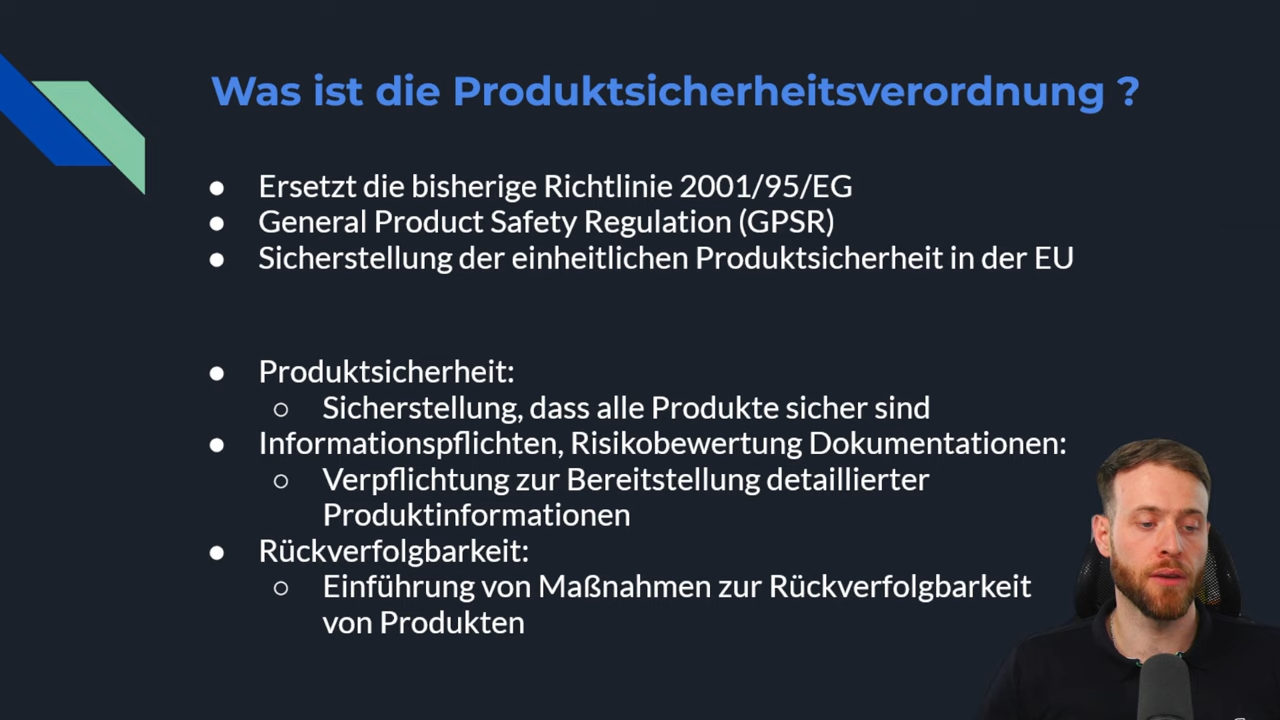 Was ist die Produktsicherheitsverordnung ?
● Ersetzt die bisherige Richtlinie 2001/95/EG
● General Product Safety Regulation (GPSR)
● Sicherstellung der einheitlichen Produktsicherheit in der EU
● Produktsicherheit:
○ Sicherstellung, dass alle Produkte sicher sind
● Informationspflichten, Risikobewertung Dokumentationen:
○ Verpflichtung zur Bereitstellung detaillierter
Produktinformationen
● Rückverfolgbarkeit:
○ Einführung von Maßnahmen zur Rückverfolgbarkeit
von Produkten